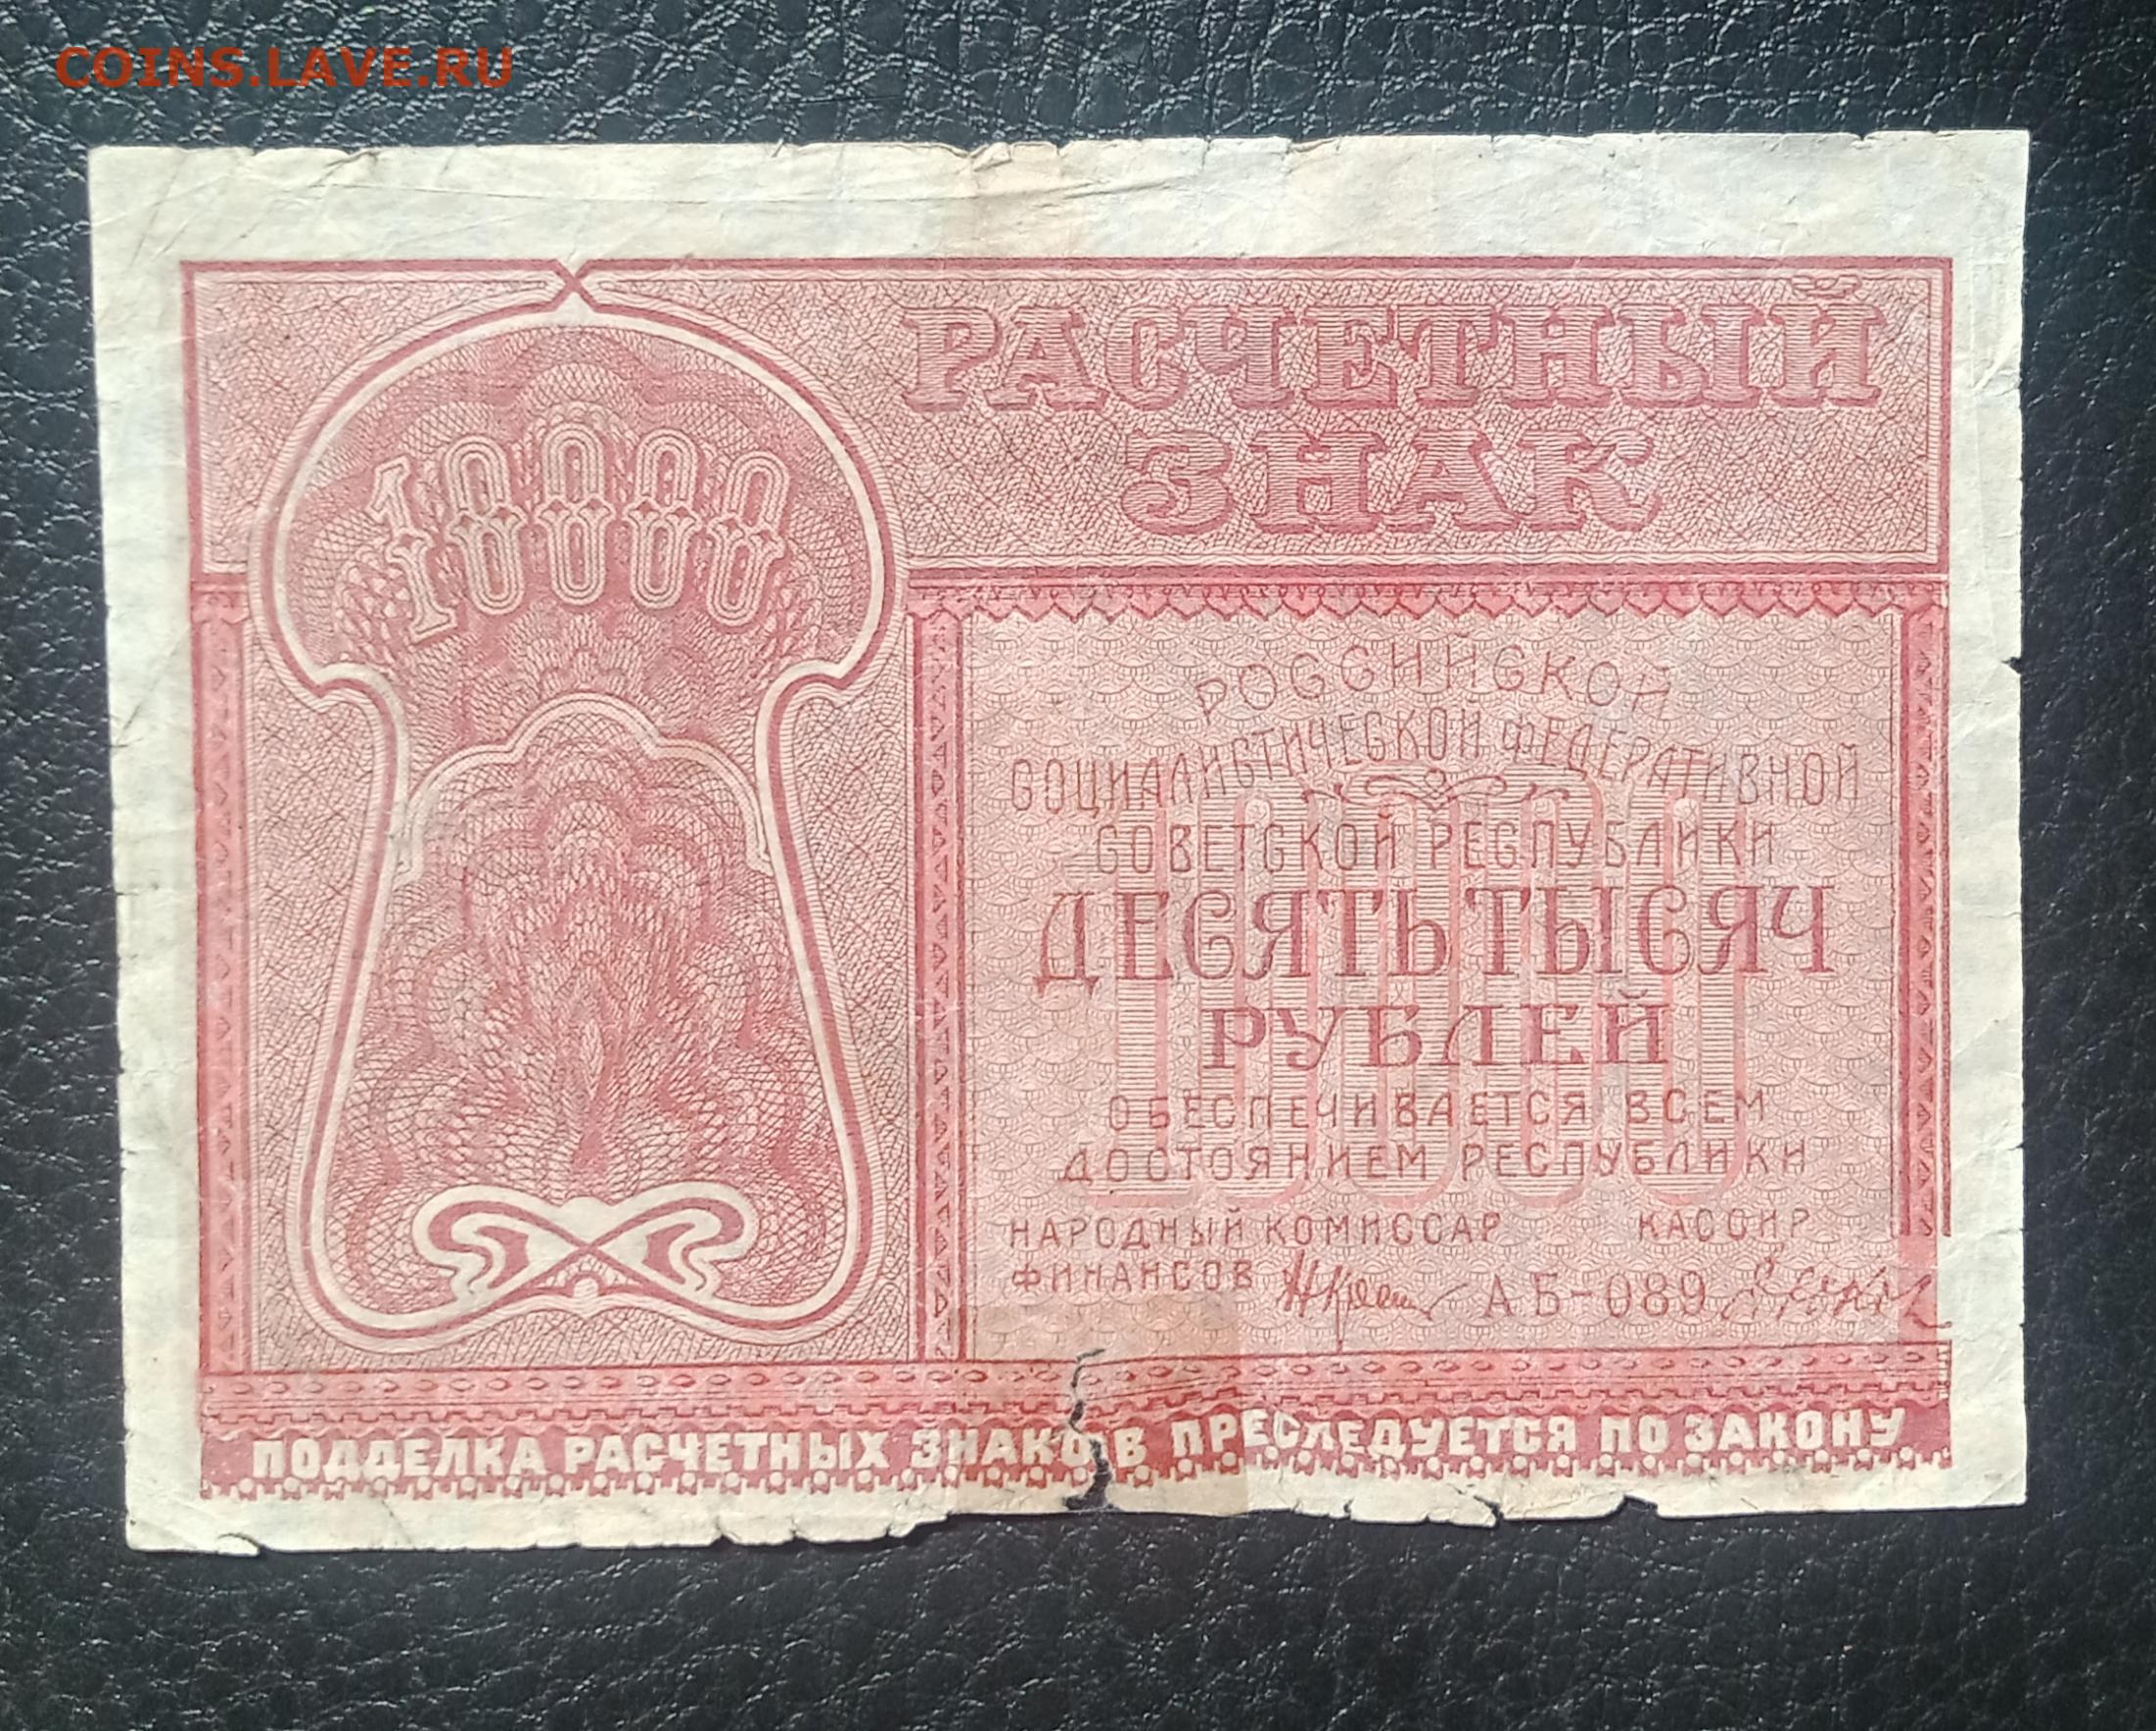 COINS.LAVE.RU
РАСЧЕТНЫЙ
ЗНАК
10000
РОССИЙСКОЙ
СОЦИАЛИСТИЧЕСКОЙ ФЕДЕРАТИВНОЙ
СОВЕТСКОЙ РЕСПУБЛИКИ
ДЕСЯТЬ ТЫСЯЧ
РУБЛЕЙ
10000
ОБЕСПЕЧИВАЕТСЯ ВСЕМ
ДОСТОЯНИЕМ РЕСПУБЛИКИ
НАРОДНЫЙ КОМИССАР КАССИР
ФИНАНСОВ АБ-089
ПОДДЕЛКА РАСЧЕТНЫХ ЗНАКОВ ПРЕСЛЕДУЕТСЯ ПО ЗАКОНУ